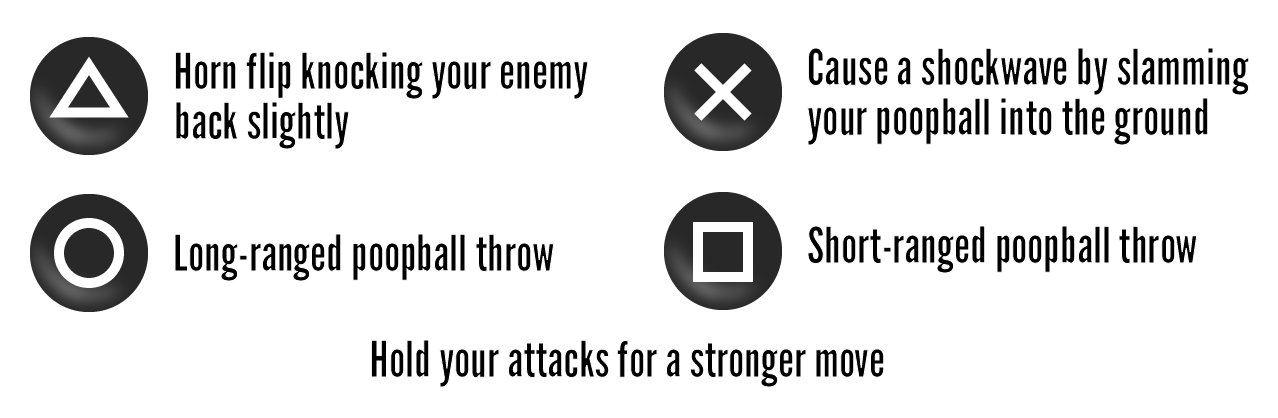 Horn flip knocking your enemy
back slightly
Cause a shockwave by slamming
your poopball into the ground
Long-ranged poopball throw
Short-ranged poopball throw
Hold your attacks for a stronger move